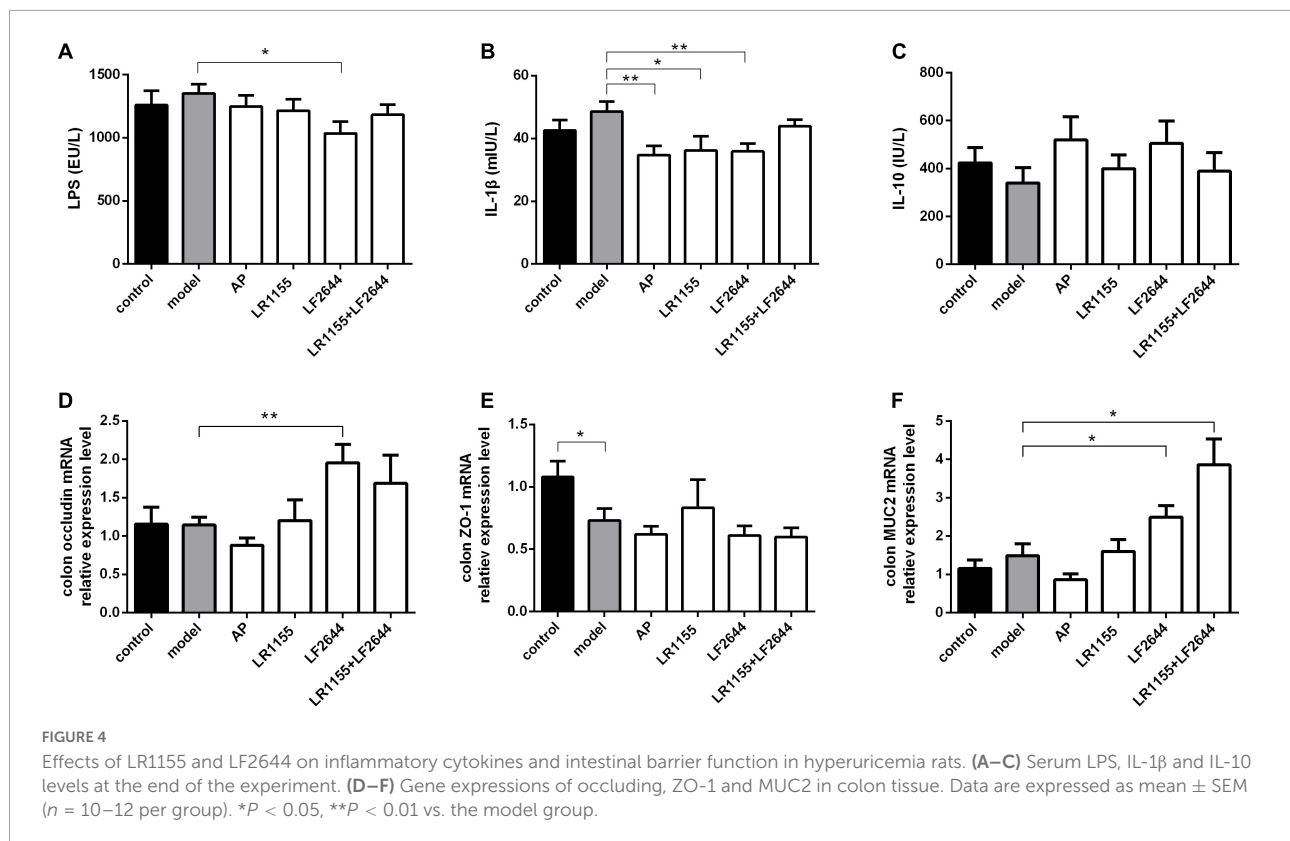 A
*
LPS (EU/L)
1500
1000
500
0
control
model
AP
LR1155
LF2644
LR1155+LF2644
B
**
*
**
IL-1β (mIU/L)
60
40
20
0
control
model
AP
LR1155
LF2644
LR1155+LF2644
C
IL-10 (IU/L)
800
600
400
200
0
control
model
AP
LR1155
LF2644
LR1155+LF2644
D
**
colon occludin mRNA
relative expression level
2.5
2.0
1.5
1.0
0.5
0.0
control
model
AP
LR1155
LF2644
LR1155+LF2644
E
*
colon ZO-1 mRNA
relatiev expression level
1.5
1.0
0.5
0.0
control
model
AP
LR1155
LF2644
LR1155+LF2644
F
*
*
colon MUC2 mRNA
relatiev expression level
5
4
3
2
1
0
control
model
AP
LR1155
LF2644
LR1155+LF2644
FIGURE 4
Effects of LR1155 and LF2644 on inflammatory cytokines and intestinal barrier function in hyperuricemia rats. (A–C) Serum LPS, IL-1β and IL-10
levels at the end of the experiment. (D–F) Gene expressions of occluding, ZO-1 and MUC2 in colon tissue. Data are expressed as mean ± SEM
(n = 10–12 per group). *P < 0.05, **P < 0.01 vs. the model group.